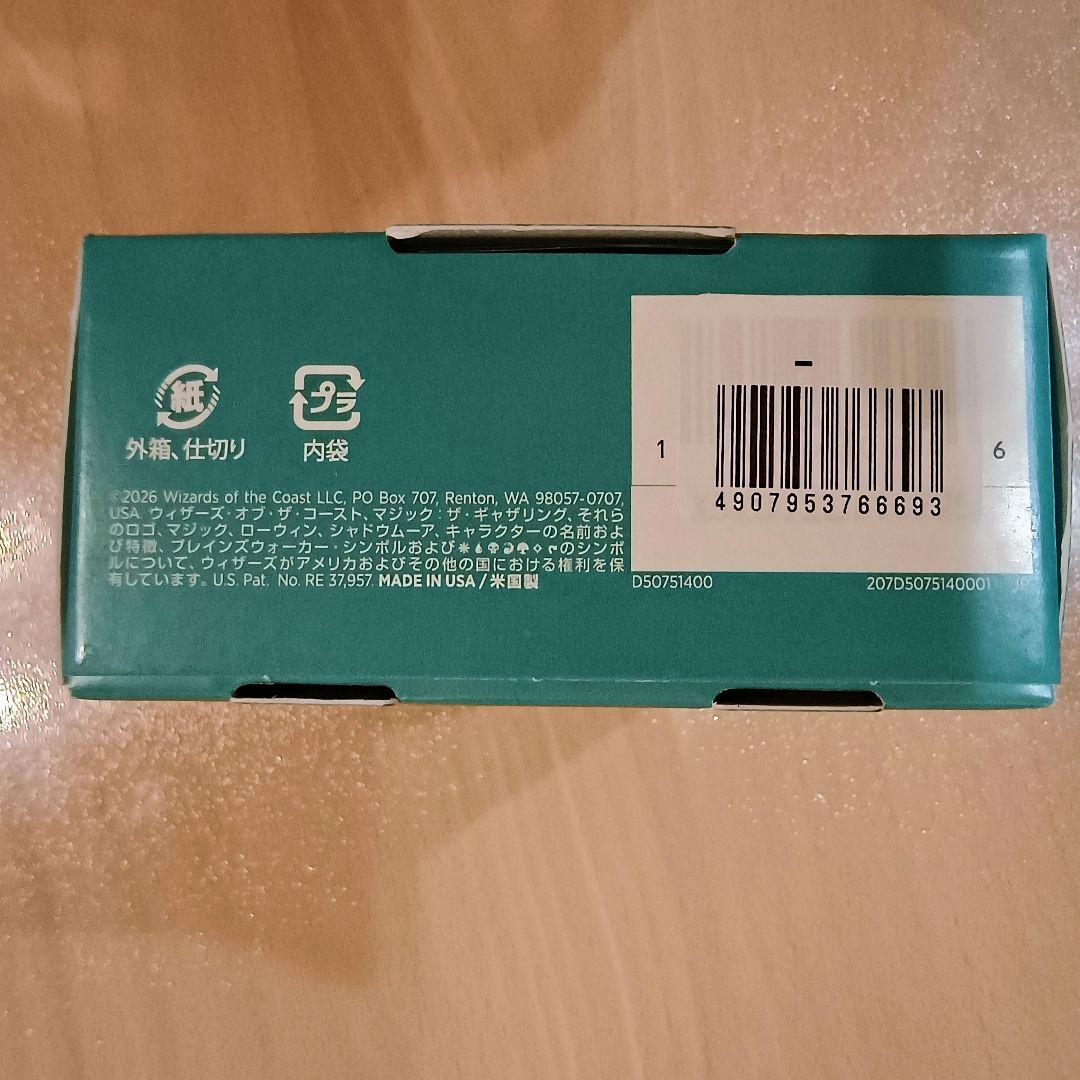 紙
プラ
外箱、仕切り
内袋
©2026 Wizards of the Coast LLC, PO Box 707, Renton, WA 98057-0707,
USA. ウィザーズ・オブ・ザ・コースト、マジック：ザ・ギャザリング、それら
のロゴ、マジック、ローウィン、シャドウムーア、キャラクターの名前およ
び特徴、プレインズウォーカー・シンボルおよびのシンボ
ルについて、ウィザーズがアメリカおよびその他の国における権利を保
有しています。U.S. Pat. No. RE 37,957. MADE IN USA / 米国製
1
6
4907953766693
D50751400
207D5075140001